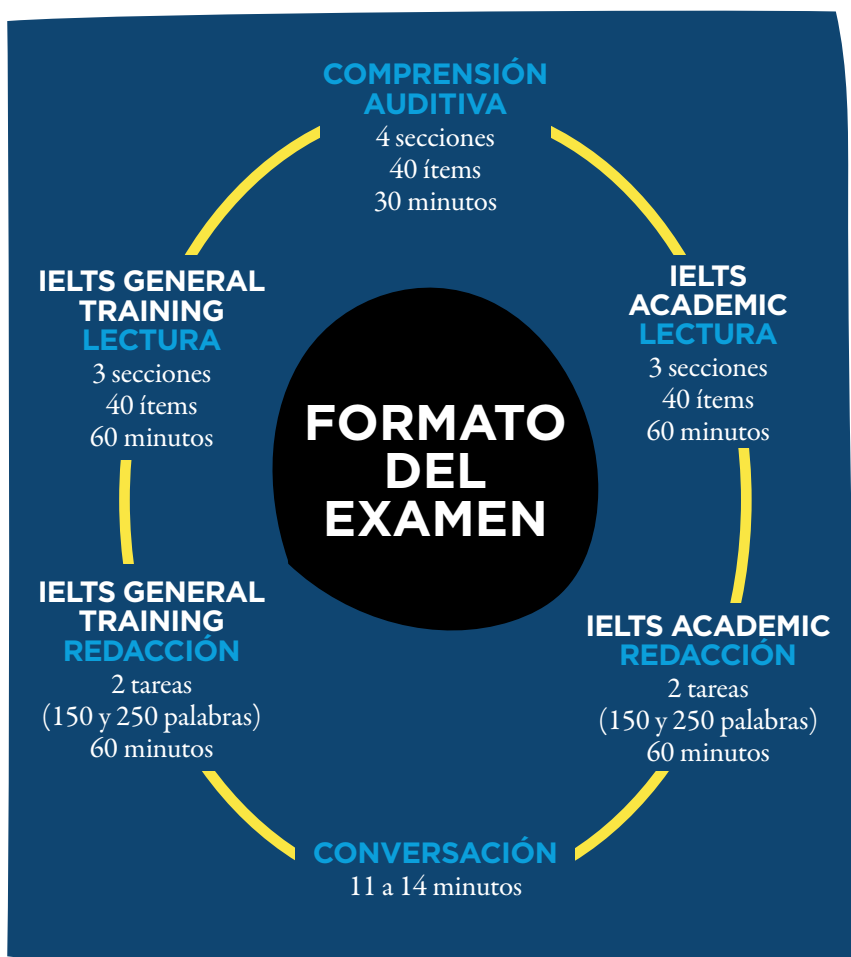 COMPRENSIÓN
AUDITIVA
4 secciones
40 ítems
30 minutos
IELTS GENERAL
TRAINING
LECTURA
3 secciones
40 ítems
60 minutos
IELTS
ACADEMIC
LECTURA
3 secciones
40 ítems
60 minutos
FORMATO
DEL
EXAMEN
IELTS GENERAL
TRAINING
REDACCIÓN
2 tareas
(150 y 250 palabras)
60 minutos
IELTS ACADEMIC
REDACCIÓN
2 tareas
(150 y 250 palabras)
60 minutos
CONVERSACIÓN
11 a 14 minutos